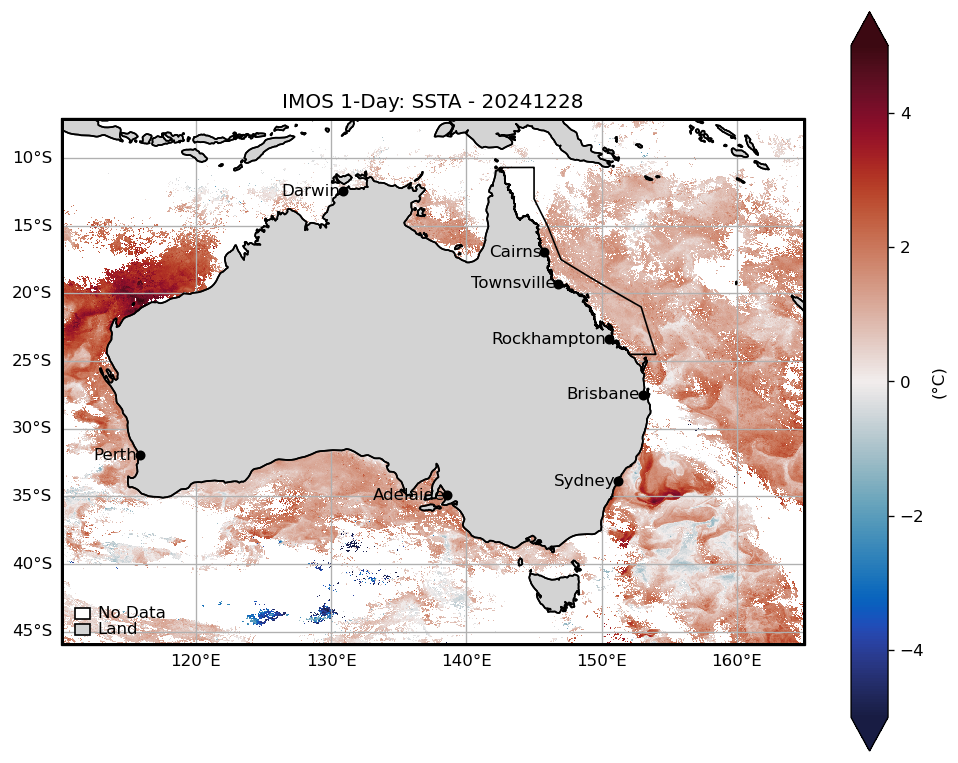 IMOS 1-Day: SSTA - 20241228
10°S
15°S
20°S
25°S
30°S
35°S
40°S
45°S
Darwin
Cairns
Townsville
Rockhampton
Brisbane
Perth
Sydney
Adelaide
No Data
Land
120°E 130°E 140°E 150°E 160°E
4
2
0
−2
−4
(°C)